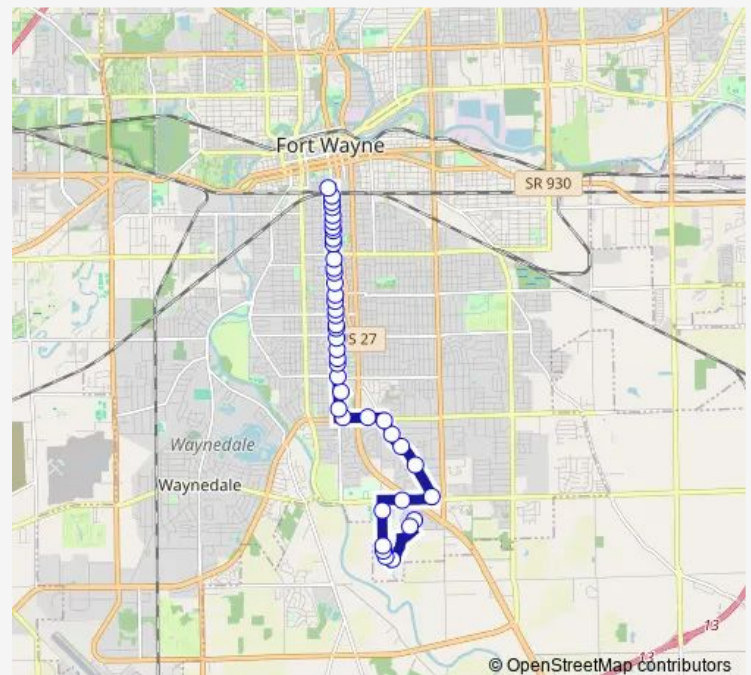 Fort Wayne
SR 930
S 27
Waynedale
Waynedale
13
13
© OpenStreetMap contributors